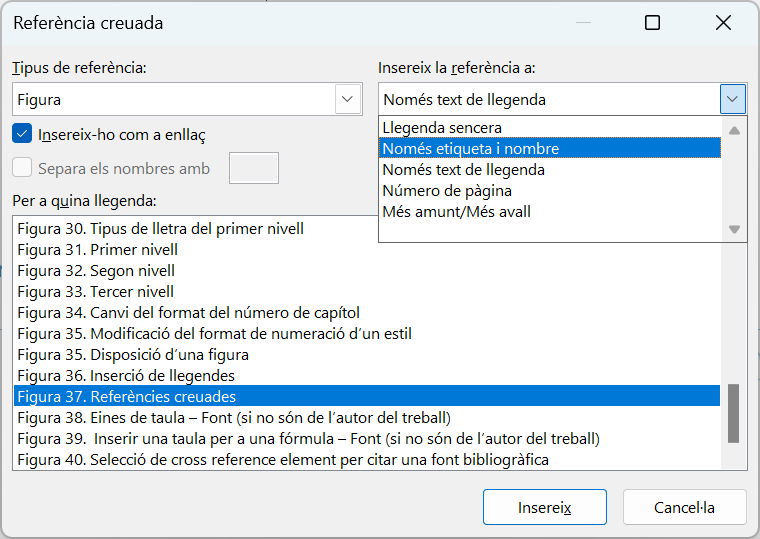 Referència creuada
Tipus de referència:
Insereix la referència a:
Figura
Només text de llegenda
Insereix-ho com a enllaç
Separa els nombres amb
Llegenda sencera
Només etiqueta i nombre
Només text de llegenda
Número de pàgina
Més amunt/Més avall
Per a quina llegenda:
Figura 30. Tipus de lletra del primer nivell
Figura 31. Primer nivell
Figura 32. Segon nivell
Figura 33. Tercer nivell
Figura 34. Canvi del format del número de capítol
Figura 35. Modificació del format de numeració d’un estil
Figura 35. Disposició d’una figura
Figura 36. Inserció de llegendes
Figura 37. Referències creuades
Figura 38. Eines de taula – Font (si no són de l’autor del treball)
Figura 39.  Inserir una taula per a una fórmula – Font (si no són de l’autor del treball)
Figura 40. Selecció de cross reference element per citar una font bibliogràfica
Insereix
Cancel·la